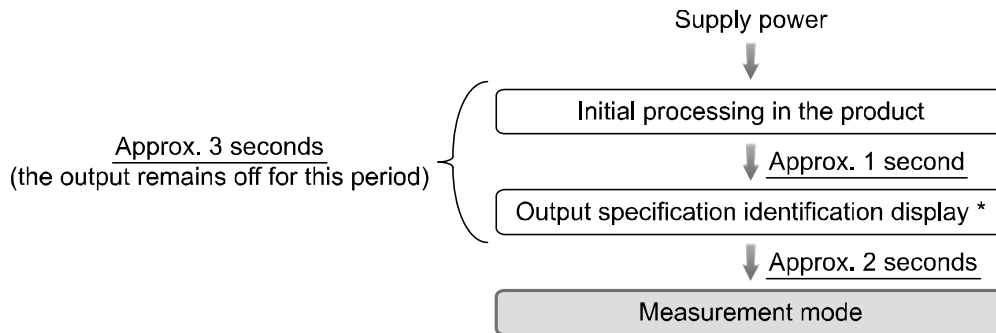 Supply power
Initial processing in the product
Approx. 3 seconds
(the output remains off for this period)
Approx. 1 second
Output specification identification display *
Approx. 2 seconds
Measurement mode